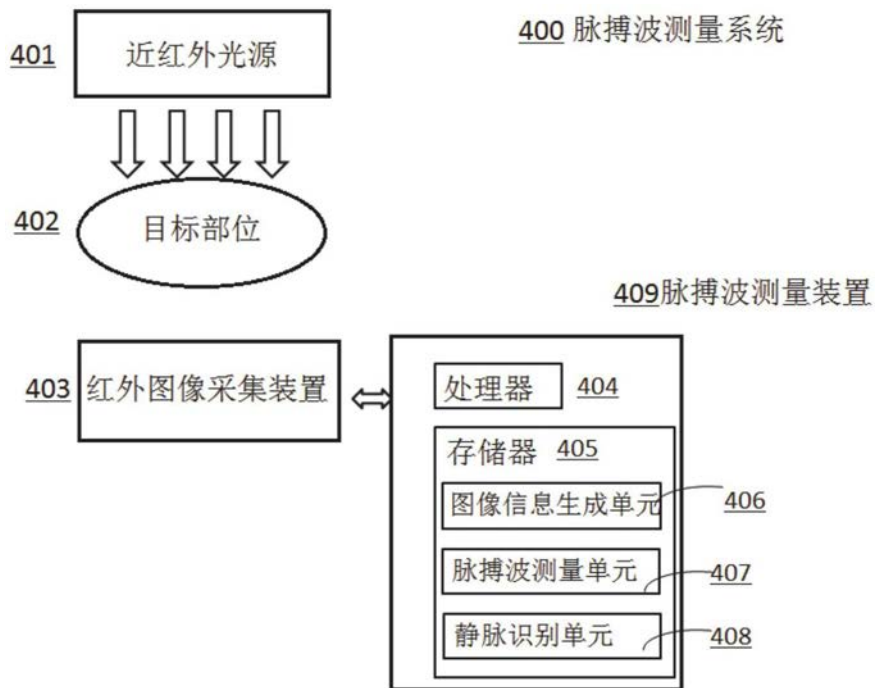 400 脉搏波测量系统
401 近红外光源
402 目标部位
409脉搏波测量装置
403 红外图像采集装置
处理器 404
存储器 405
图像信息生成单元 406
脉搏波测量单元 407
静脉识别单元 408